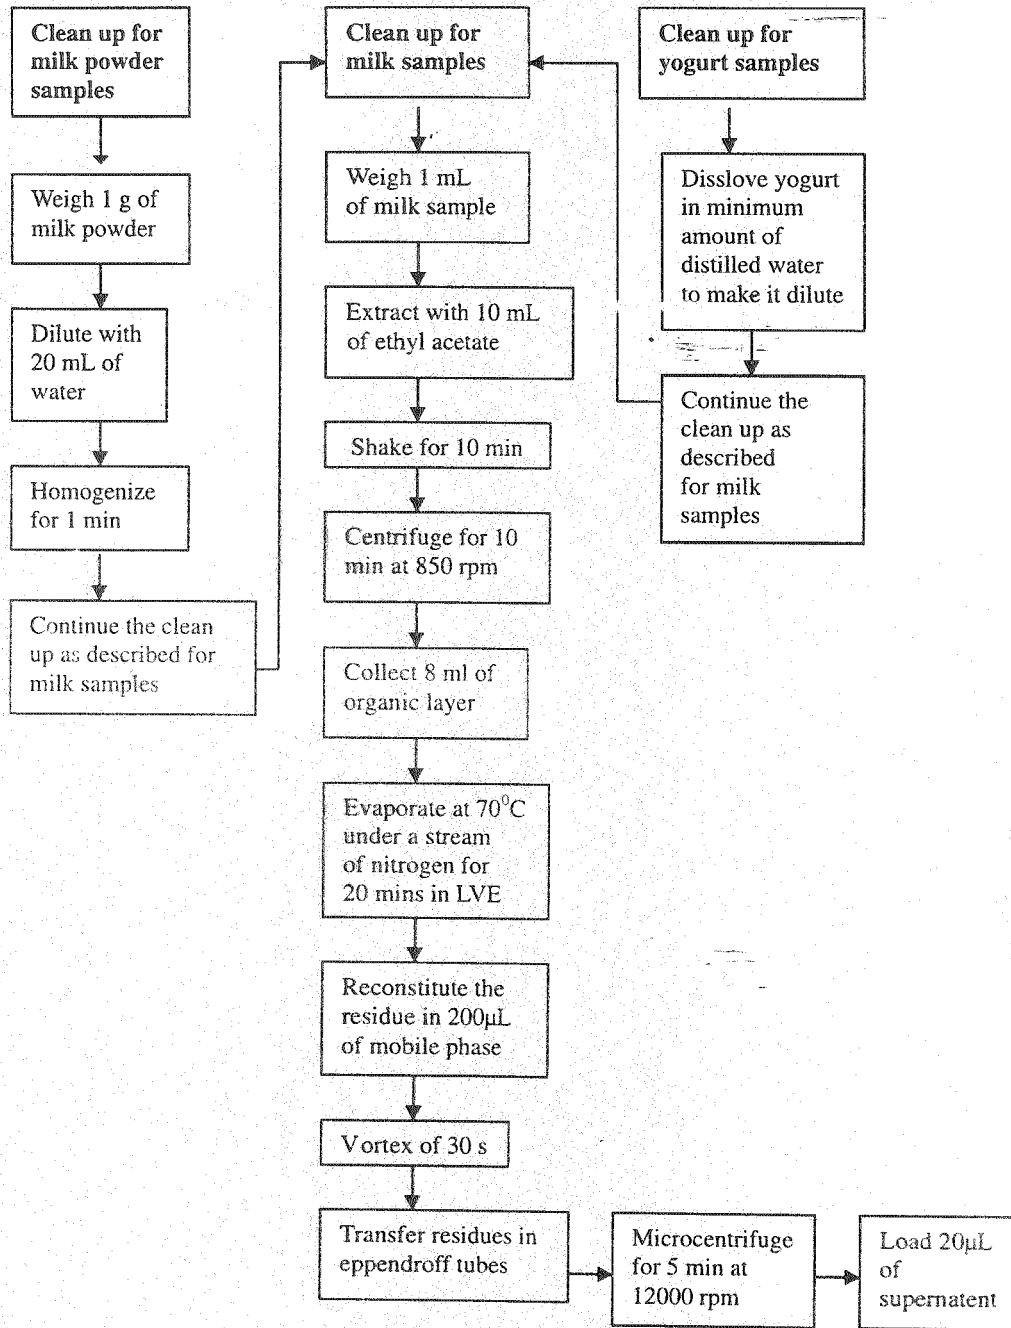 Clean up for
milk powder
samples
Weigh 1 g of
milk powder
Dilute with
20 mL of
water
Homogenize
for 1 min
Continue the clean
up as described for
milk samples
Clean up for
milk samples
Weigh 1 mL
of milk sample
Extract with 10 mL
of ethyl acetate
Shake for 10 min
Centrifuge for 10
min at 850 rpm
Collect 8 ml of
organic layer
Evaporate at 70⁰C
under a stream
of nitrogen for
20 mins in LVE
Reconstitute the
residue in 200µL
of mobile phase
Vortex of 30 s
Transfer residues in
eppendroff tubes
Microcentrifuge
for 5 min at
12000 rpm
Load 20µL
of
supernatent
Clean up for
yogurt samples
Disslove yogurt
in minimum
amount of
distilled water
to make it dilute
Continue the
clean up as
described
for milk
samples